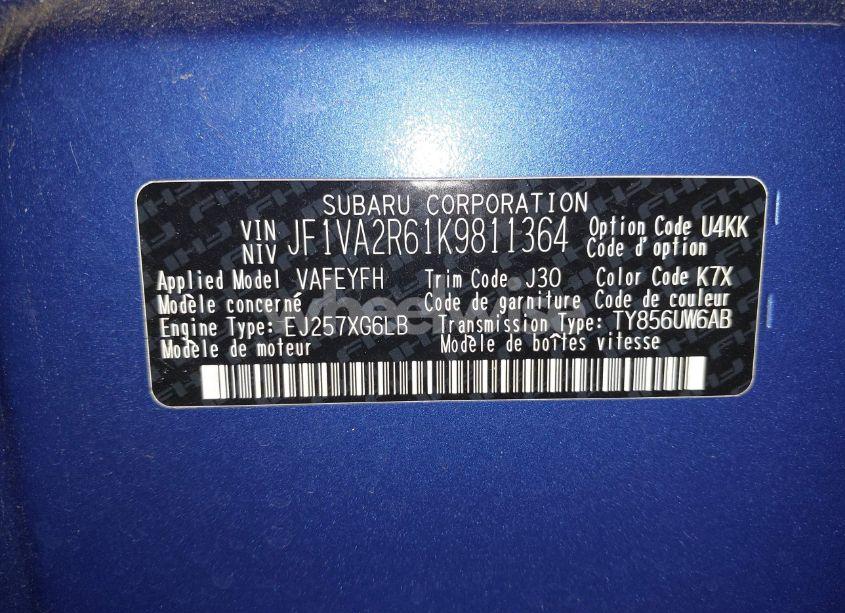 SUBARU CORPORATION
VIN NIV JF1VA2R61K9811364 Option Code U4KK
Code d'option
Applied Model VAFEYFH Trim Code J30 Color Code K7X
Modèle concerné Code de garniture Code de couleur
Engine Type: EJ257XG6LB Transmission Type: TY856UW6AB
Modèle de moteur Modèle de boîtes vitesse